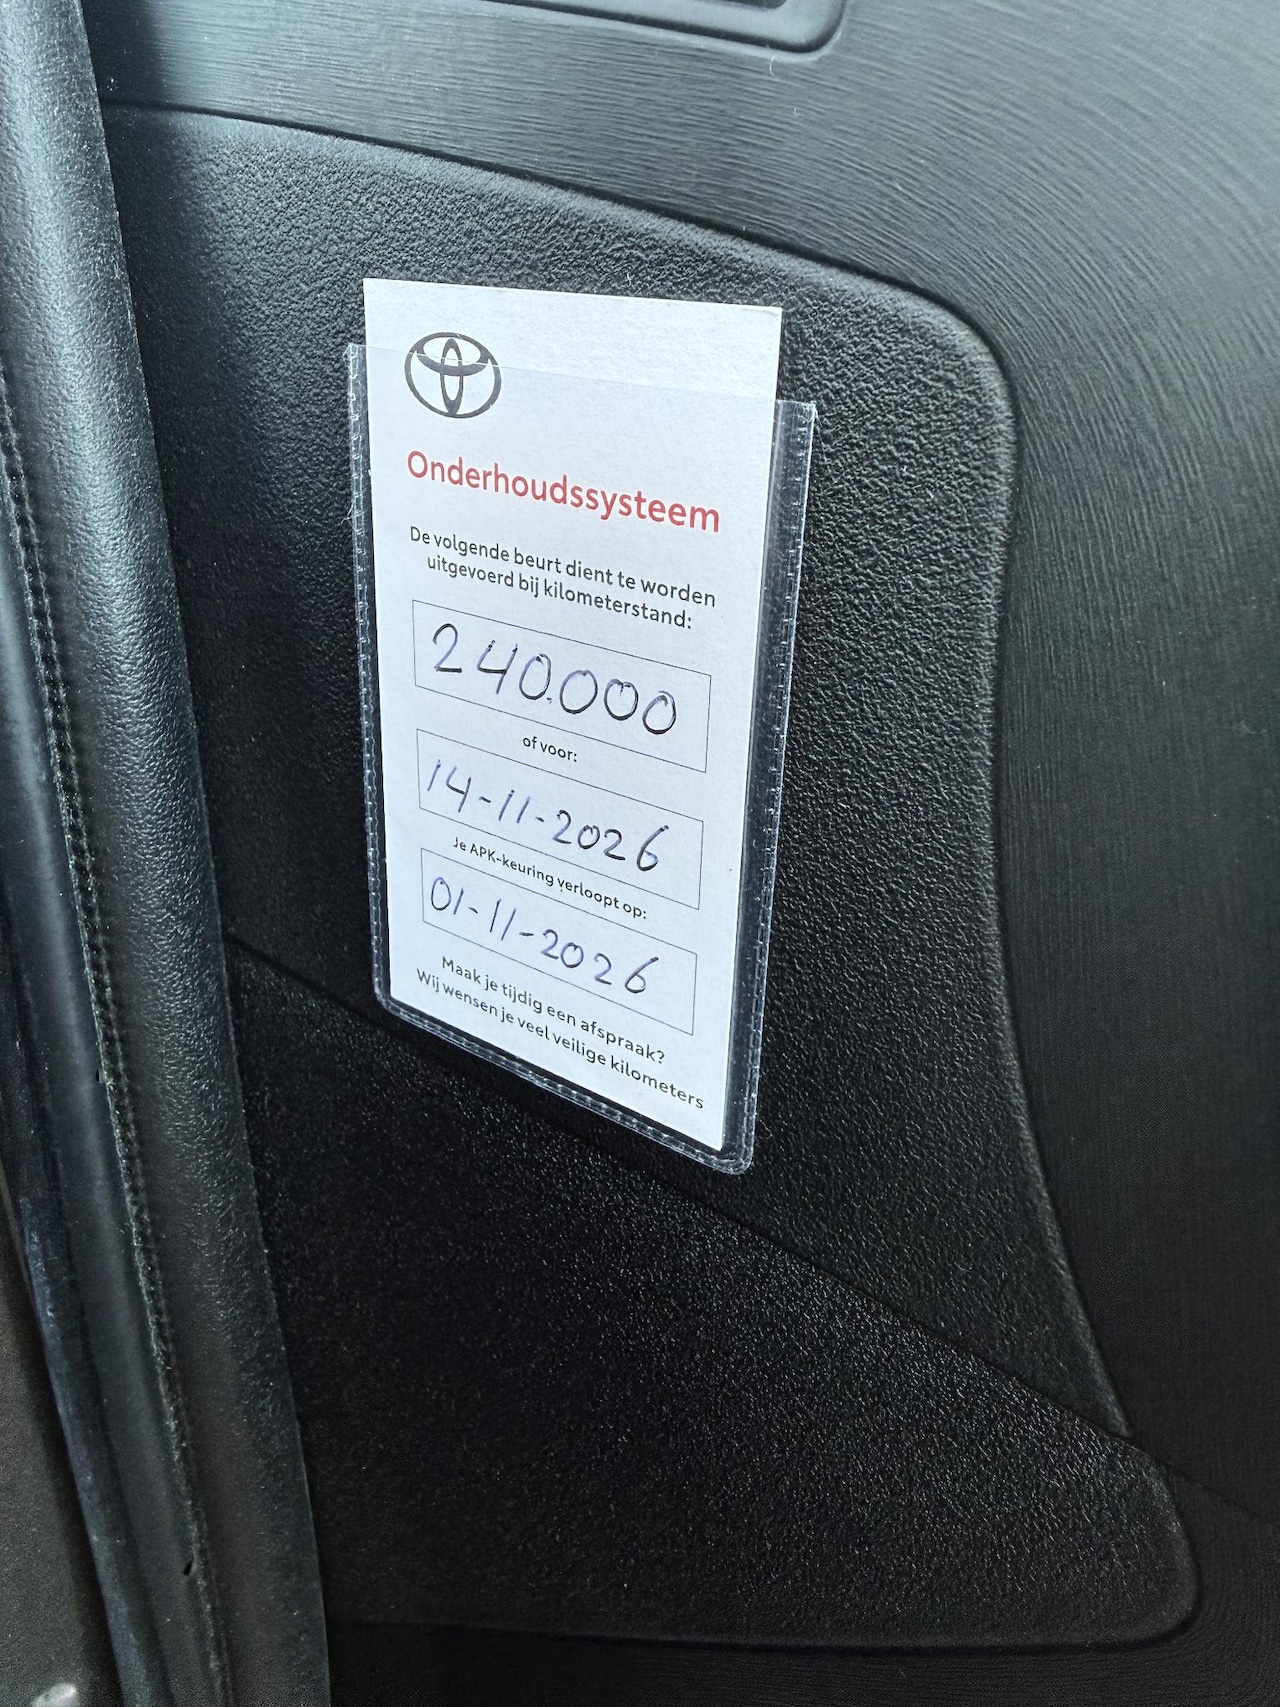 Onderhoudssysteem
De volgende beurt dient te worden
uitgevoerd bij kilometerstand:
240.000
of voor:
14-11-2026
Je APK-keuring verloopt op:
01-11-2026
Maak je tijdig een afspraak?
Wij wensen je veel veilige kilometers